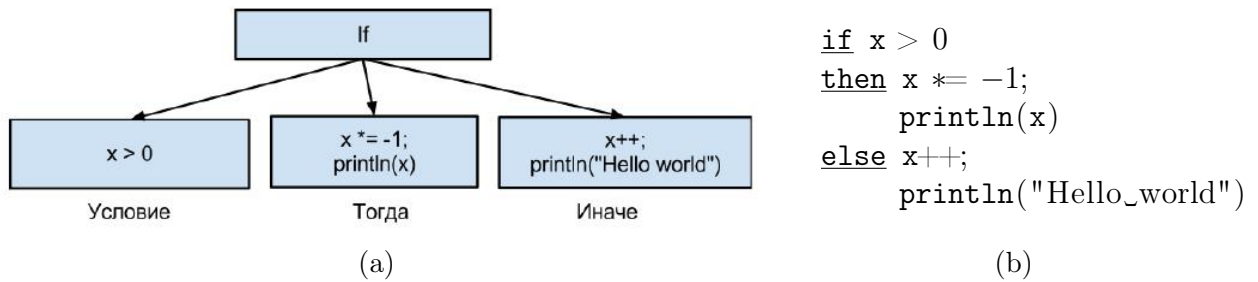 If
x > 0
x *= -1;
println(x)
x++;
println("Hello world")
Условие
Тогда
Иначе
(a)
if x > 0
then x *= −1;
println(x)
else x++;
println("Hello␣world")
(b)